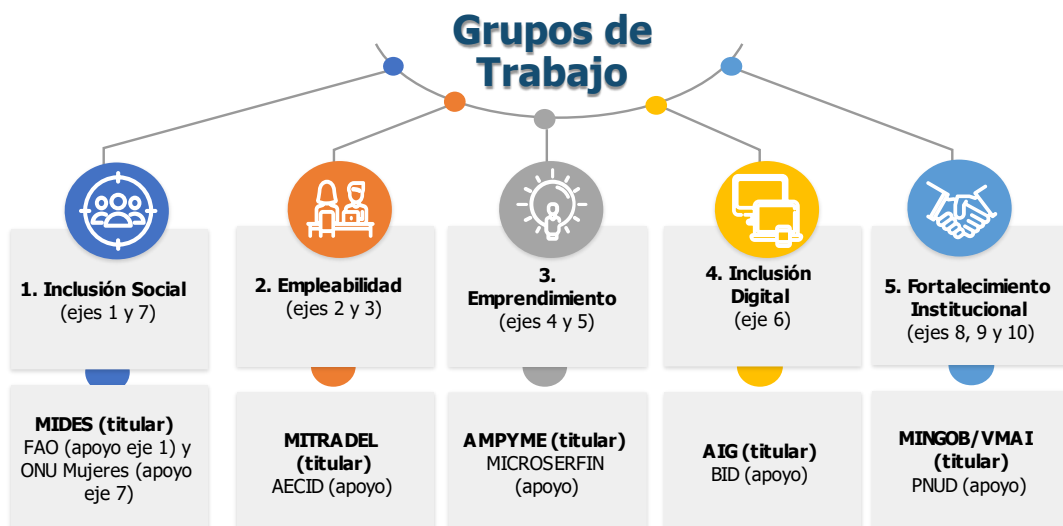 Grupos de
Trabajo
1. Inclusión Social
(ejes 1 y 7)
2. Empleabilidad
(ejes 2 y 3)
3.
Emprendimiento
(ejes 4 y 5)
4. Inclusión
Digital
(eje 6)
5. Fortalecimiento
Institucional
(ejes 8, 9 y 10)
MIDES (titular)
FAO (apoyo eje 1) y
ONU Mujeres (apoyo
eje 7)
MITRADEL
(titular)
AECID (apoyo)
AMPYME (titular)
MICROSERFIN
(apoyo)
AIG (titular)
BID (apoyo)
MINGOB/VMAI
(titular)
PNUD (apoyo)